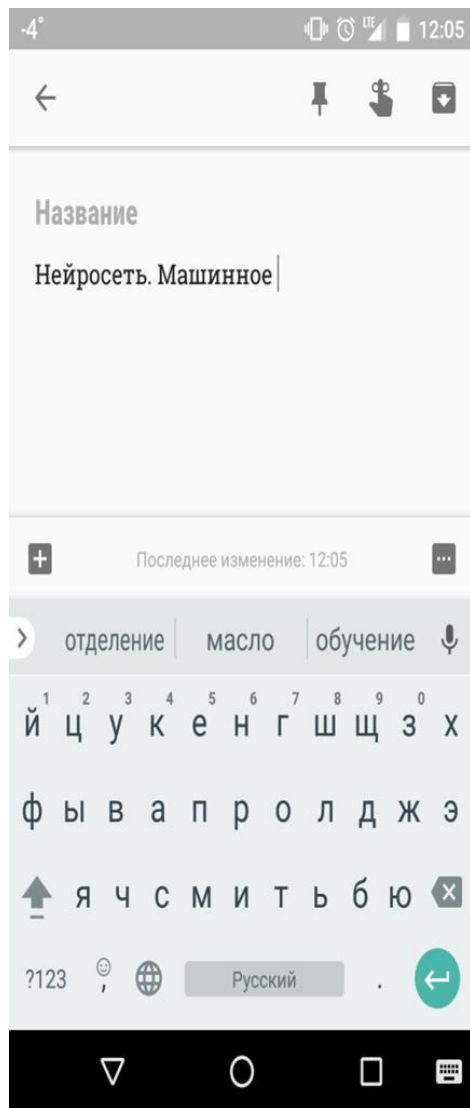 -4° LTE 12:05
Название
Нейросеть. Машинное
Последнее изменение: 12:05
отделение масло обучение
1 2 3 4 5 6 7 8 9 0
й ц у к е н г ш щ з х
ф ы в а п р о л д ж э
я ч с м и т ь б ю
?123 , Русский .